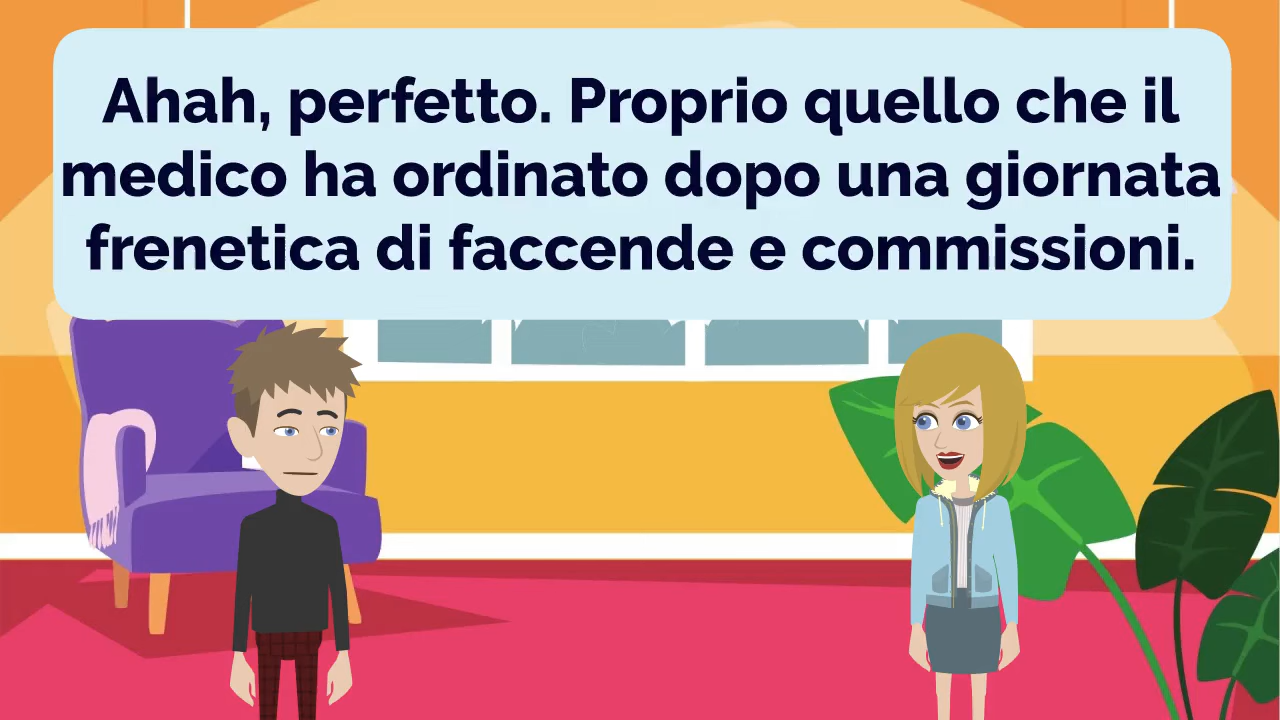 Ahah, perfetto. Proprio quello che il
medico ha ordinato dopo una giornata
frenetica di faccende e commissioni.